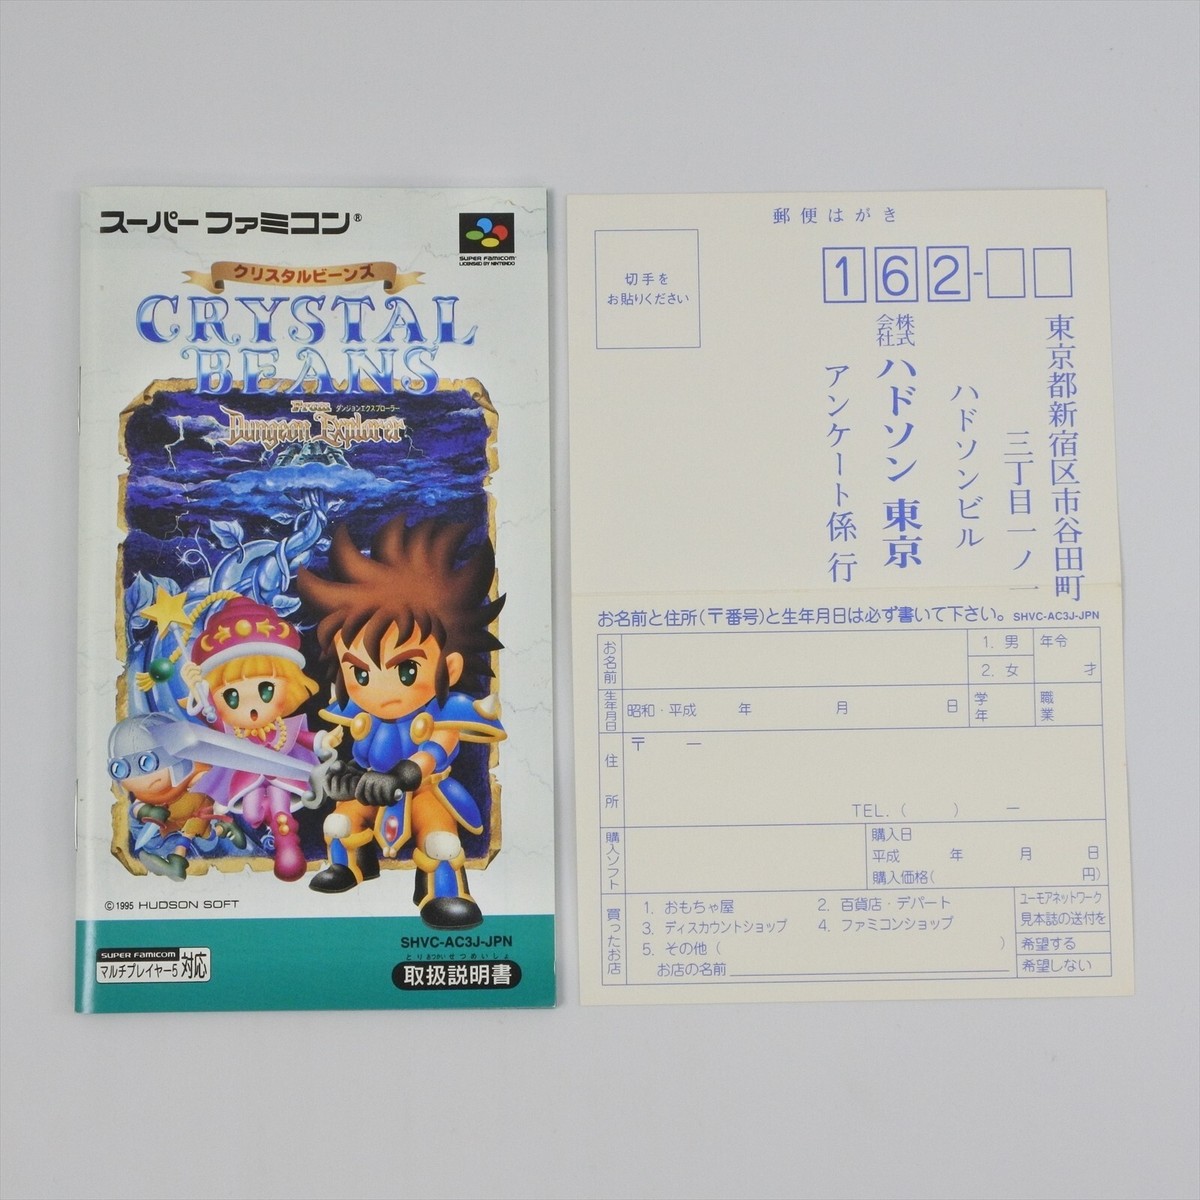 スーパーファミコン®
SUPER FAMICOM
LICENSED BY NINTENDO
クリスタルビーンズ
CRYSTAL
BEANS
From ダンジョンエクスプローラー
Dungeon Explorer
©1995 HUDSON SOFT
SHVC-AC3J-JPN
とりあつかいせつめいしょ
取扱説明書
SUPER FAMICOM
マルチプレイヤー5 対応
郵便はがき
切手を
お貼りください
162-
東京都新宿区市谷田町
三丁目一ノ一
ハドソンビル
株式会社 ハドソン 東京
アンケート係 行
お名前と住所(〒番号)と生年月日は必ず書いて下さい。 SHVC-AC3J-JPN
お名前
1. 男
2. 女
年令
才
生年月日
昭和・平成 年 月 日
学年
職業
住所
〒 ー
TEL. ( ) ー
購入ソフト
購入日
平成 年 月 日
購入価格( 円)
買ったお店
1. おもちゃ屋 2. 百貨店・デパート
3. ディスカウントショップ 4. ファミコンショップ
5. その他 ( )
お店の名前
ユーモアネットワーク
見本誌の送付を
希望する
希望しない